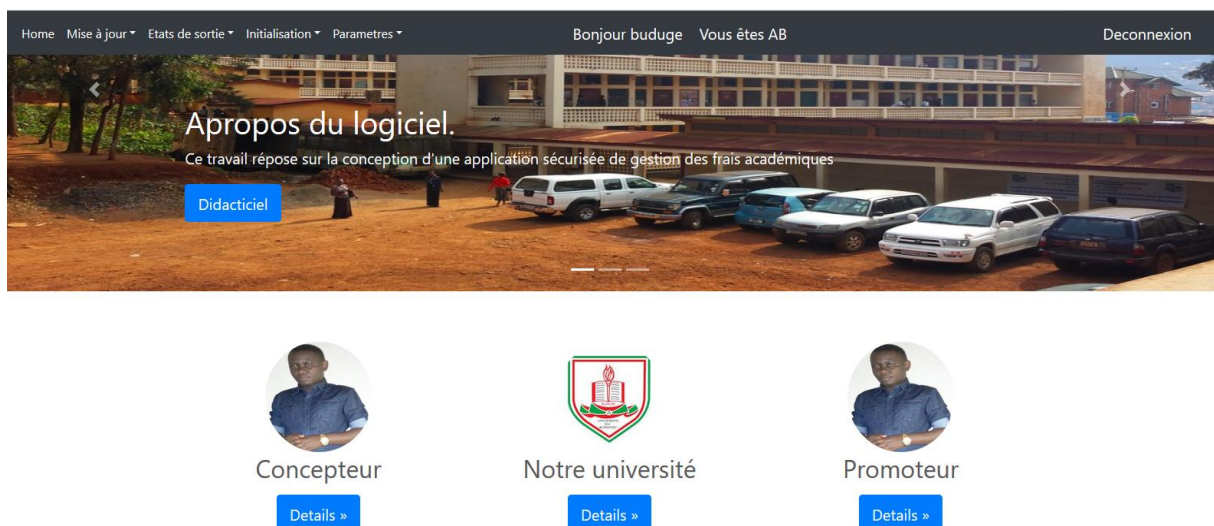 Home Mise à jour Etats de sortie Initialisation Parametres Bonjour buduge Vous êtes AB Deconnexion
Apropos du logiciel.
Ce travail répose sur la conception d'une application sécurisée de gestion des frais académiques
Didacticiel
Concepteur Notre université Promoteur
Details » Details » Details »